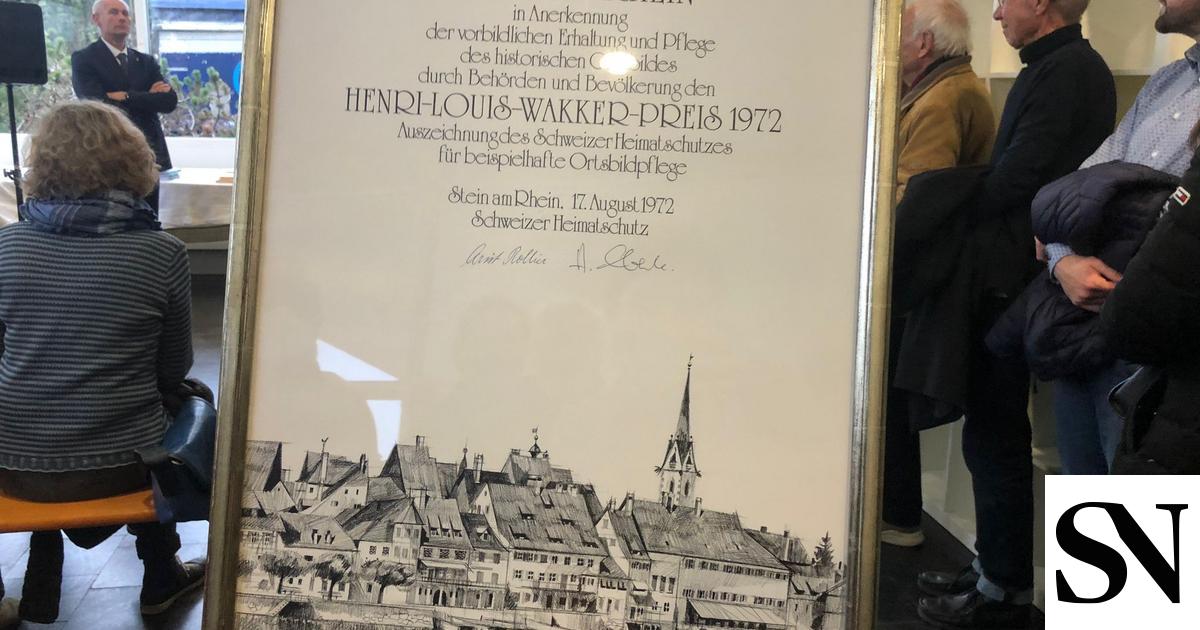 in Anerkennung
der vorbildlichen Erhaltung und Pflege
des historischen
durch Behörden und Bevölkerung den
HENRI-LOUIS-WAKKER-PREIS 1972
Auszeichnung des Schweizer Heimatschutzes
für beispielhafte Ortsbildpflege
Stein am Rhein, 17. August 1972
Schweizer Heimatschutz
SN